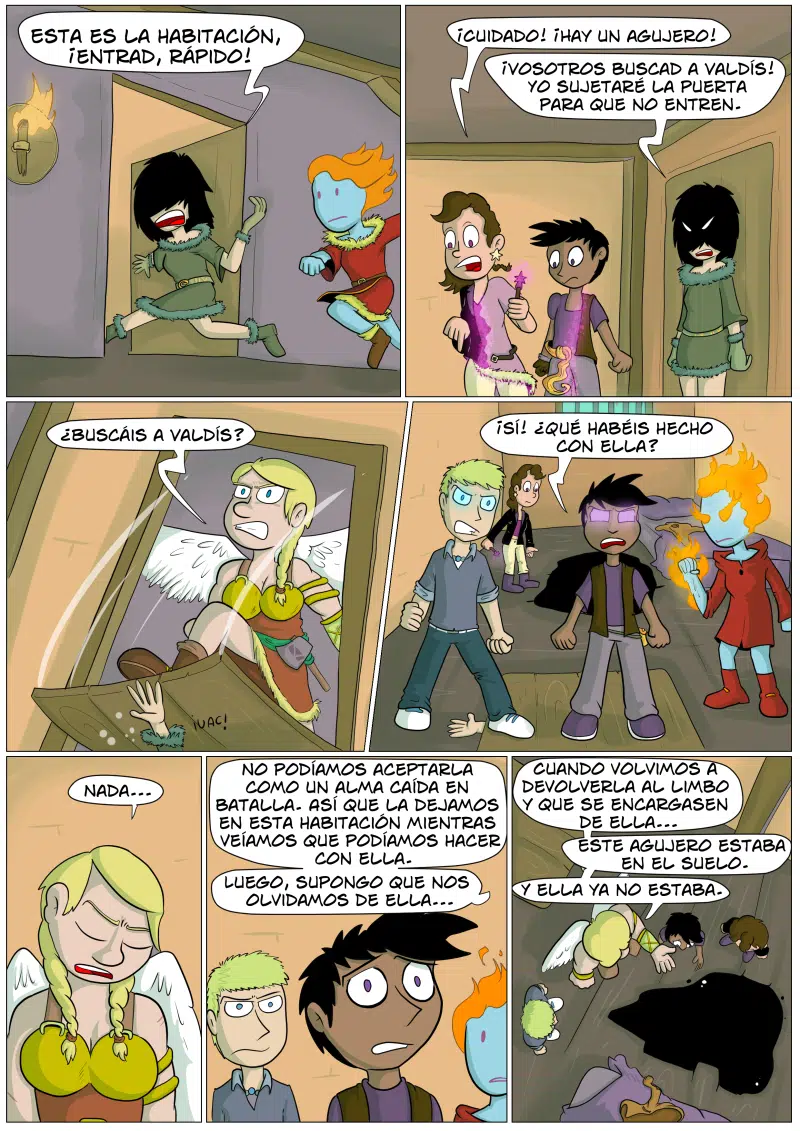 ESTA ES LA HABITACIÓN,
¡ENTRAD, RÁPIDO!
¡CUIDADO! ¡HAY UN AGUJERO!
¡VOSOTROS BUSCAD A VALDÍS!
YO SUJETARÉ LA PUERTA
PARA QUE NO ENTREN.
¿BUSCÁIS A VALDÍS?
¡UAC!
¡SÍ! ¿QUÉ HABÉIS HECHO
CON ELLA?
NADA...
NO PODÍAMOS ACEPTARLA
COMO UN ALMA CAÍDA EN
BATALLA. ASÍ QUE LA DEJAMOS
EN ESTA HABITACIÓN MIENTRAS
VEÍAMOS QUE PODÍAMOS HACER
CON ELLA.
LUEGO, SUPONGO QUE NOS
OLVIDAMOS DE ELLA...
CUANDO VOLVIMOS A
DEVOLVERLA AL LIMBO
Y QUE SE ENCARGASEN
DE ELLA...
ESTE AGUJERO ESTABA
EN EL SUELO.
Y ELLA YA NO ESTABA.